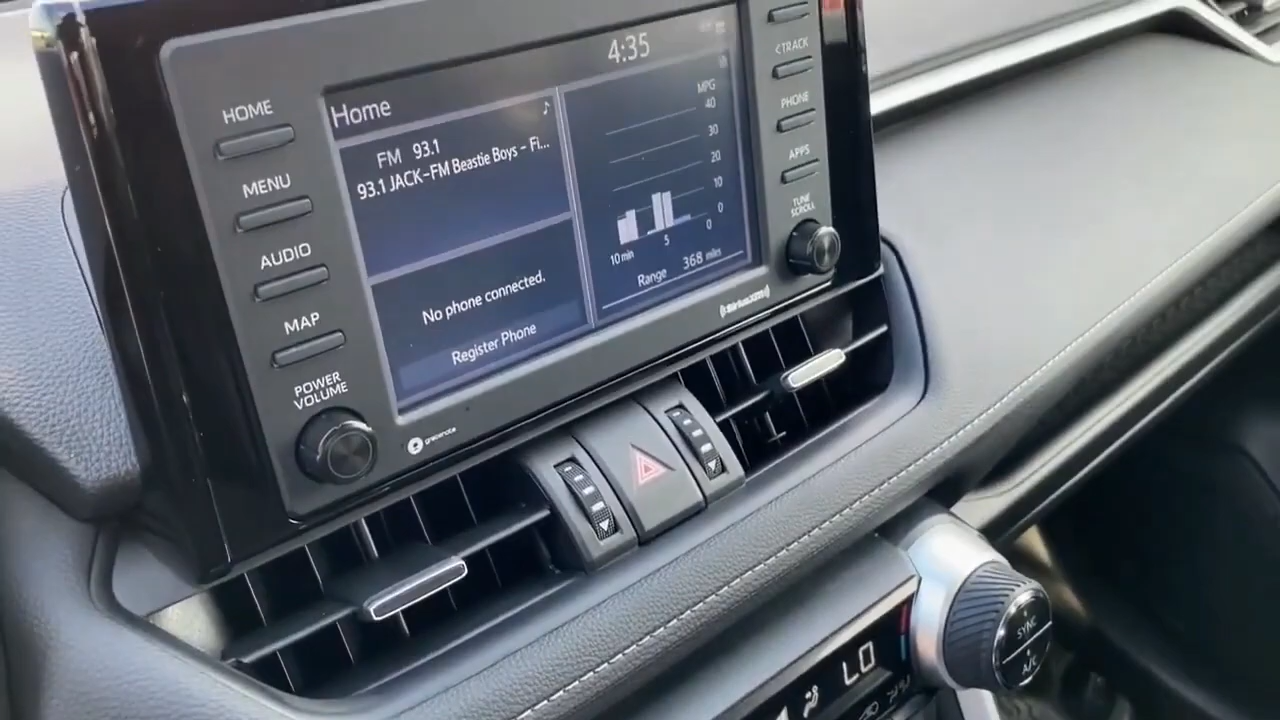 4:35
HOME
MENU
AUDIO
MAP
POWER
VOLUME
Home
FM 93.1
93.1 JACK-FM Beastie Boys - Fi...
No phone connected.
Register Phone
MPG
40
30
20
10
0
0
10 min
5
Range 368 miles
<TRACK
PHONE
APPS
TUNE
SCROLL
((SiriusXM))
gracenote
LO
SYNC
A/C